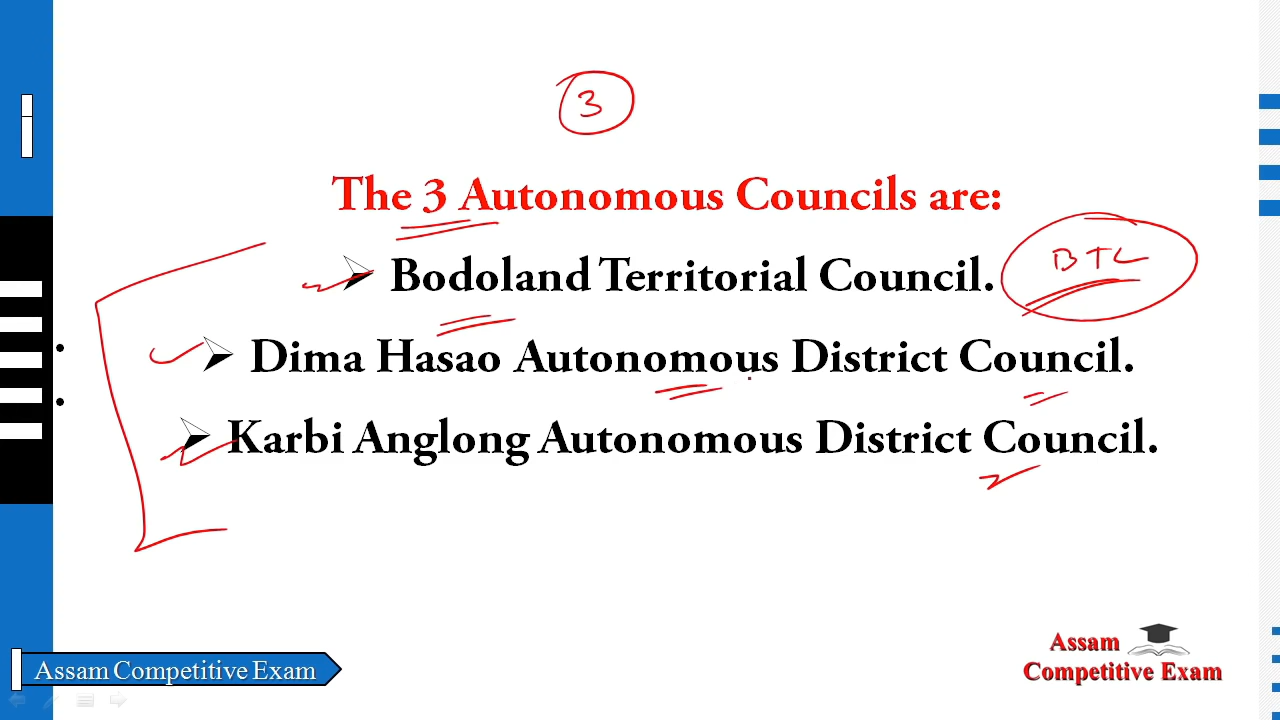 3
The 3 Autonomous Councils are:
Bodoland Territorial Council.
BTC
Dima Hasao Autonomous District Council.
Karbi Anglong Autonomous District Council.
Assam Competitive Exam
Assam
Competitive Exam